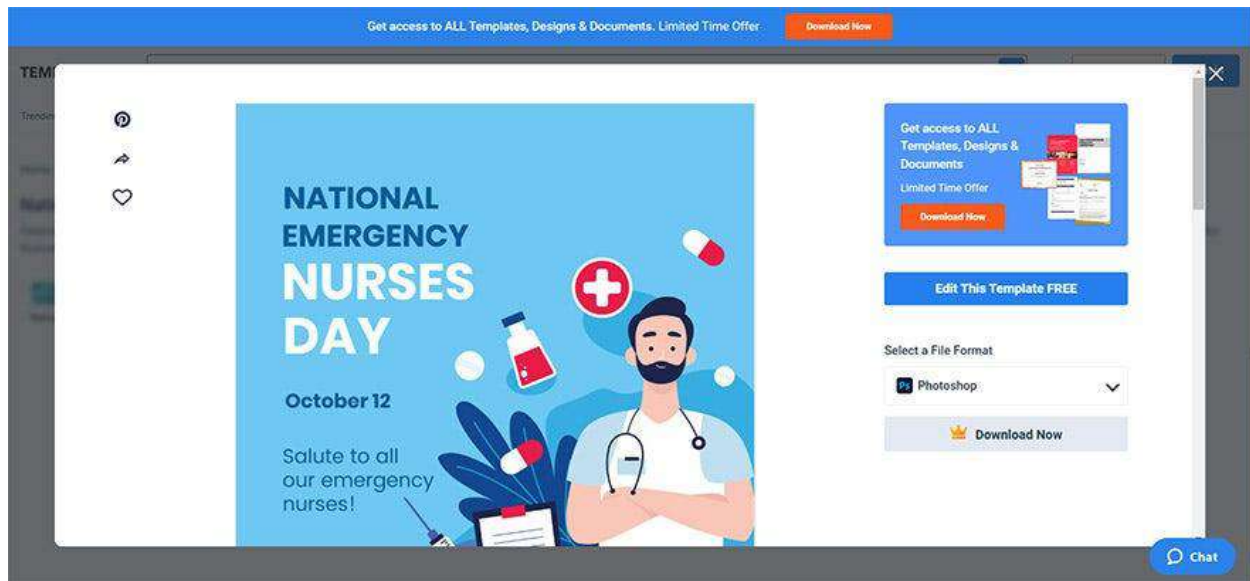 Get access to ALL Templates, Designs & Documents. Limited Time Offer
Download Now
TEM
NATIONAL
EMERGENCY
NURSES
DAY
October 12
Salute to all
our emergency
nurses!
Get access to ALL
Templates, Designs &
Documents
Limited Time Offer
Download Now
Edit This Template FREE
Select a File Format
Ps Photoshop
Download Now
Chat